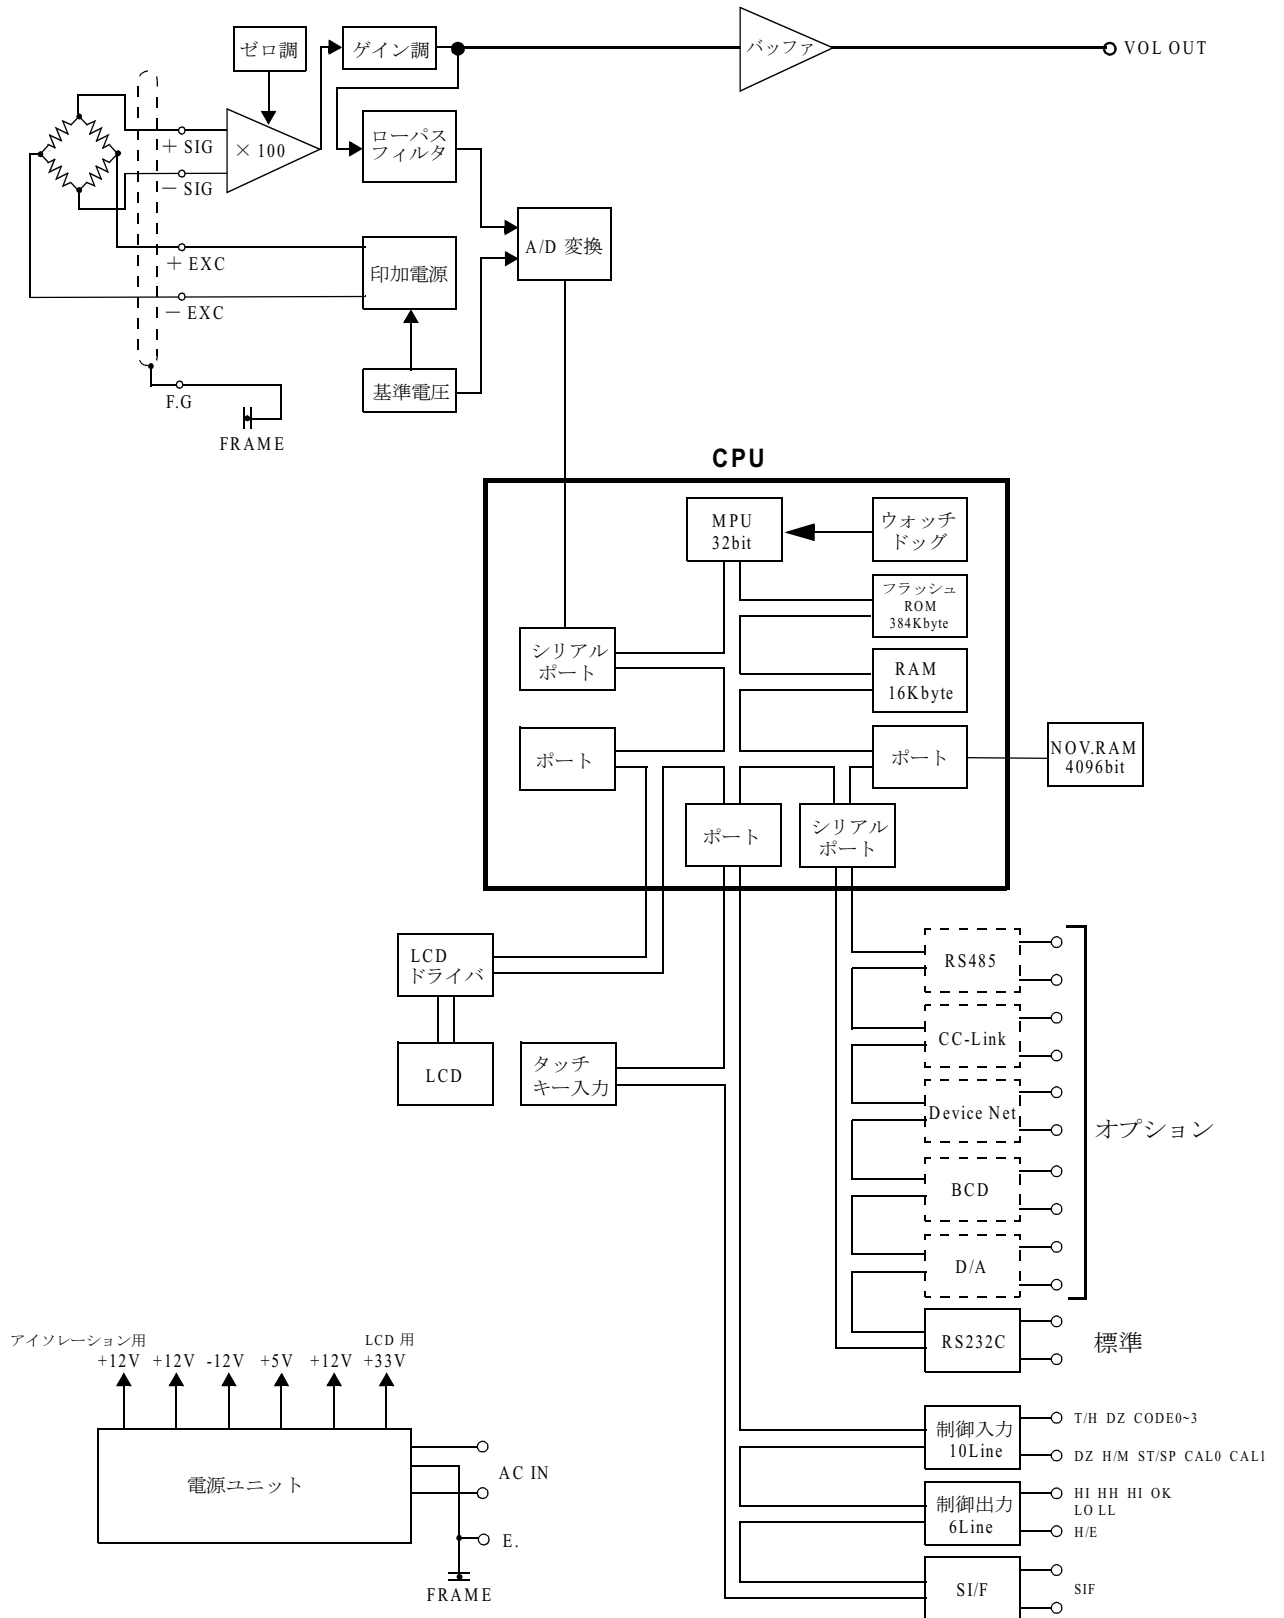 ゼロ調
ゲイン調
バッファ
VOL OUT
× 100
＋ SIG
－ SIG
ローパス
フィルタ
A/D 変換
＋ EXC
印加電源
－ EXC
基準電圧
F.G
FRAME
CPU
MPU
32bit
ウォッチ
ドッグ
フラッシュ
ROM
384Kbyte
シリアル
ポート
RAM
16Kbyte
ポート
ポート
NOV.RAM
4096bit
ポート
シリアル
ポート
LCD
ドライバ
RS485
LCD
タッチ
キー入力
CC-Link
Device Net
オプション
BCD
D/A
RS232C
標準
アイソレーション用
LCD 用
+12V +12V -12V +5V +12V +33V
電源ユニット
AC IN
E.
FRAME
制御入力
10Line
T/H DZ CODE0~3
DZ H/M ST/SP CAL0 CAL1
制御出力
6Line
HI HH HI OK
LO LL
H/E
SI/F
SIF